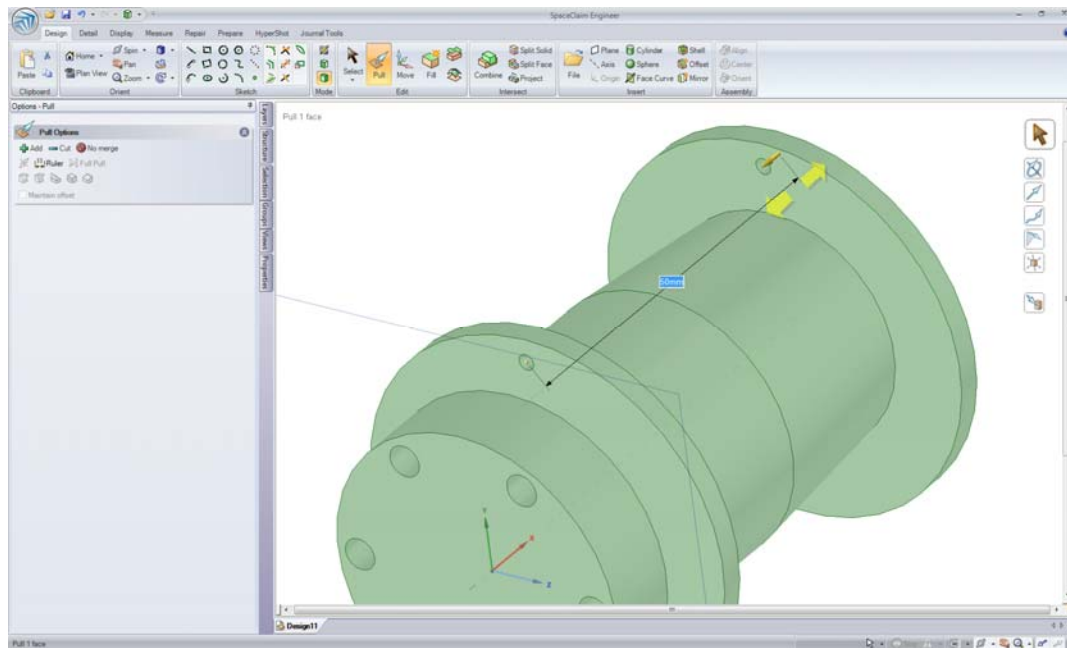 SpaceClaim Engineer
Design Detail Display Measure Repair Prepare HyperShot Journal Tools
Paste
Home
Plan View
Spin
Pan
Zoom
Select
Pull
Move
Fill
Combine
Split Solid
Split Face
Project
File
Plane
Axis
Origin
Cylinder
Sphere
Face Curve
Shell
Offset
Mirror
Align
Center
Orient
Clipboard Orient Sketch Mode Edit Intersect Insert Assembly
Options - Pull
Pull Options
Add Cut No merge
Ruler Full Pull
Maintain offset
Layers
Structure
Selection
Groups
Views
Properties
Pull 1 face
50mm
Y
X
Z
Design11
Pull 1 face